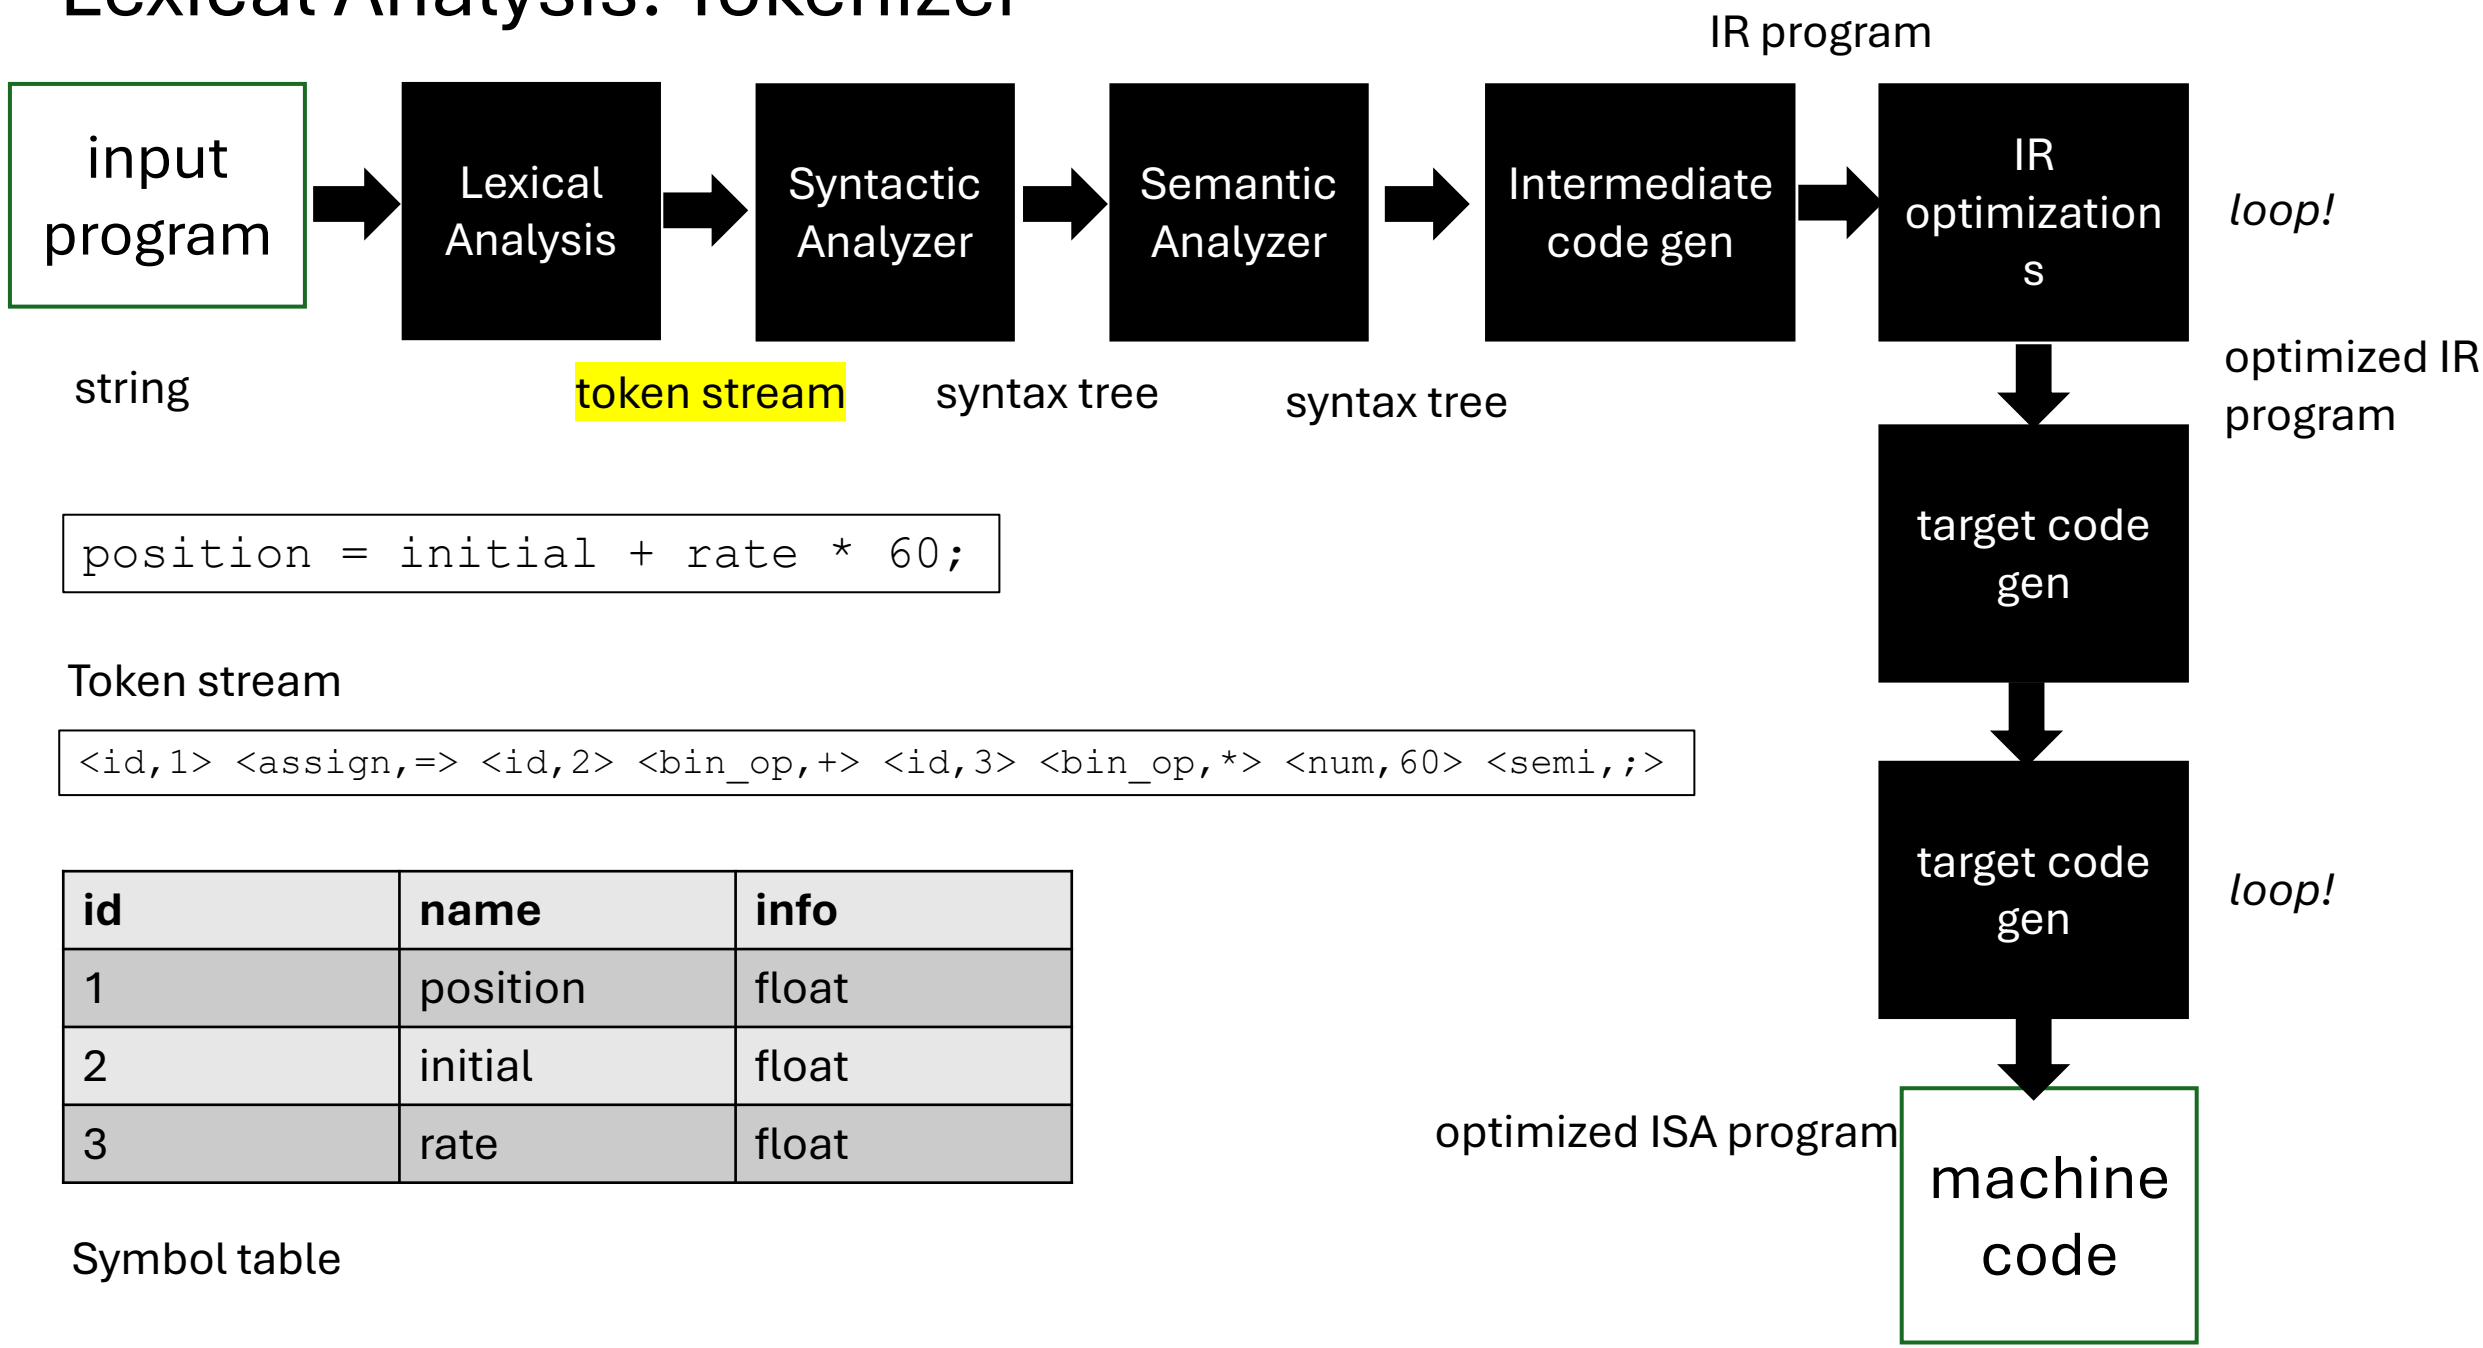 Lexical Analysis: Tokenizer
IR program
input
program
Lexical
Analysis
Syntactic
Analyzer
Semantic
Analyzer
Intermediate
code gen
IR
optimization
s
loop!
string
token stream
syntax tree
syntax tree
optimized IR
program
position = initial + rate * 60;
target code
gen
Token stream
<id,1> <assign,=> <id,2> <bin_op,+> <id,3> <bin_op,*> <num,60> <semi,;>
target code
gen
loop!
id name info
1 position float
2 initial float
3 rate float
Symbol table
optimized ISA program
machine
code